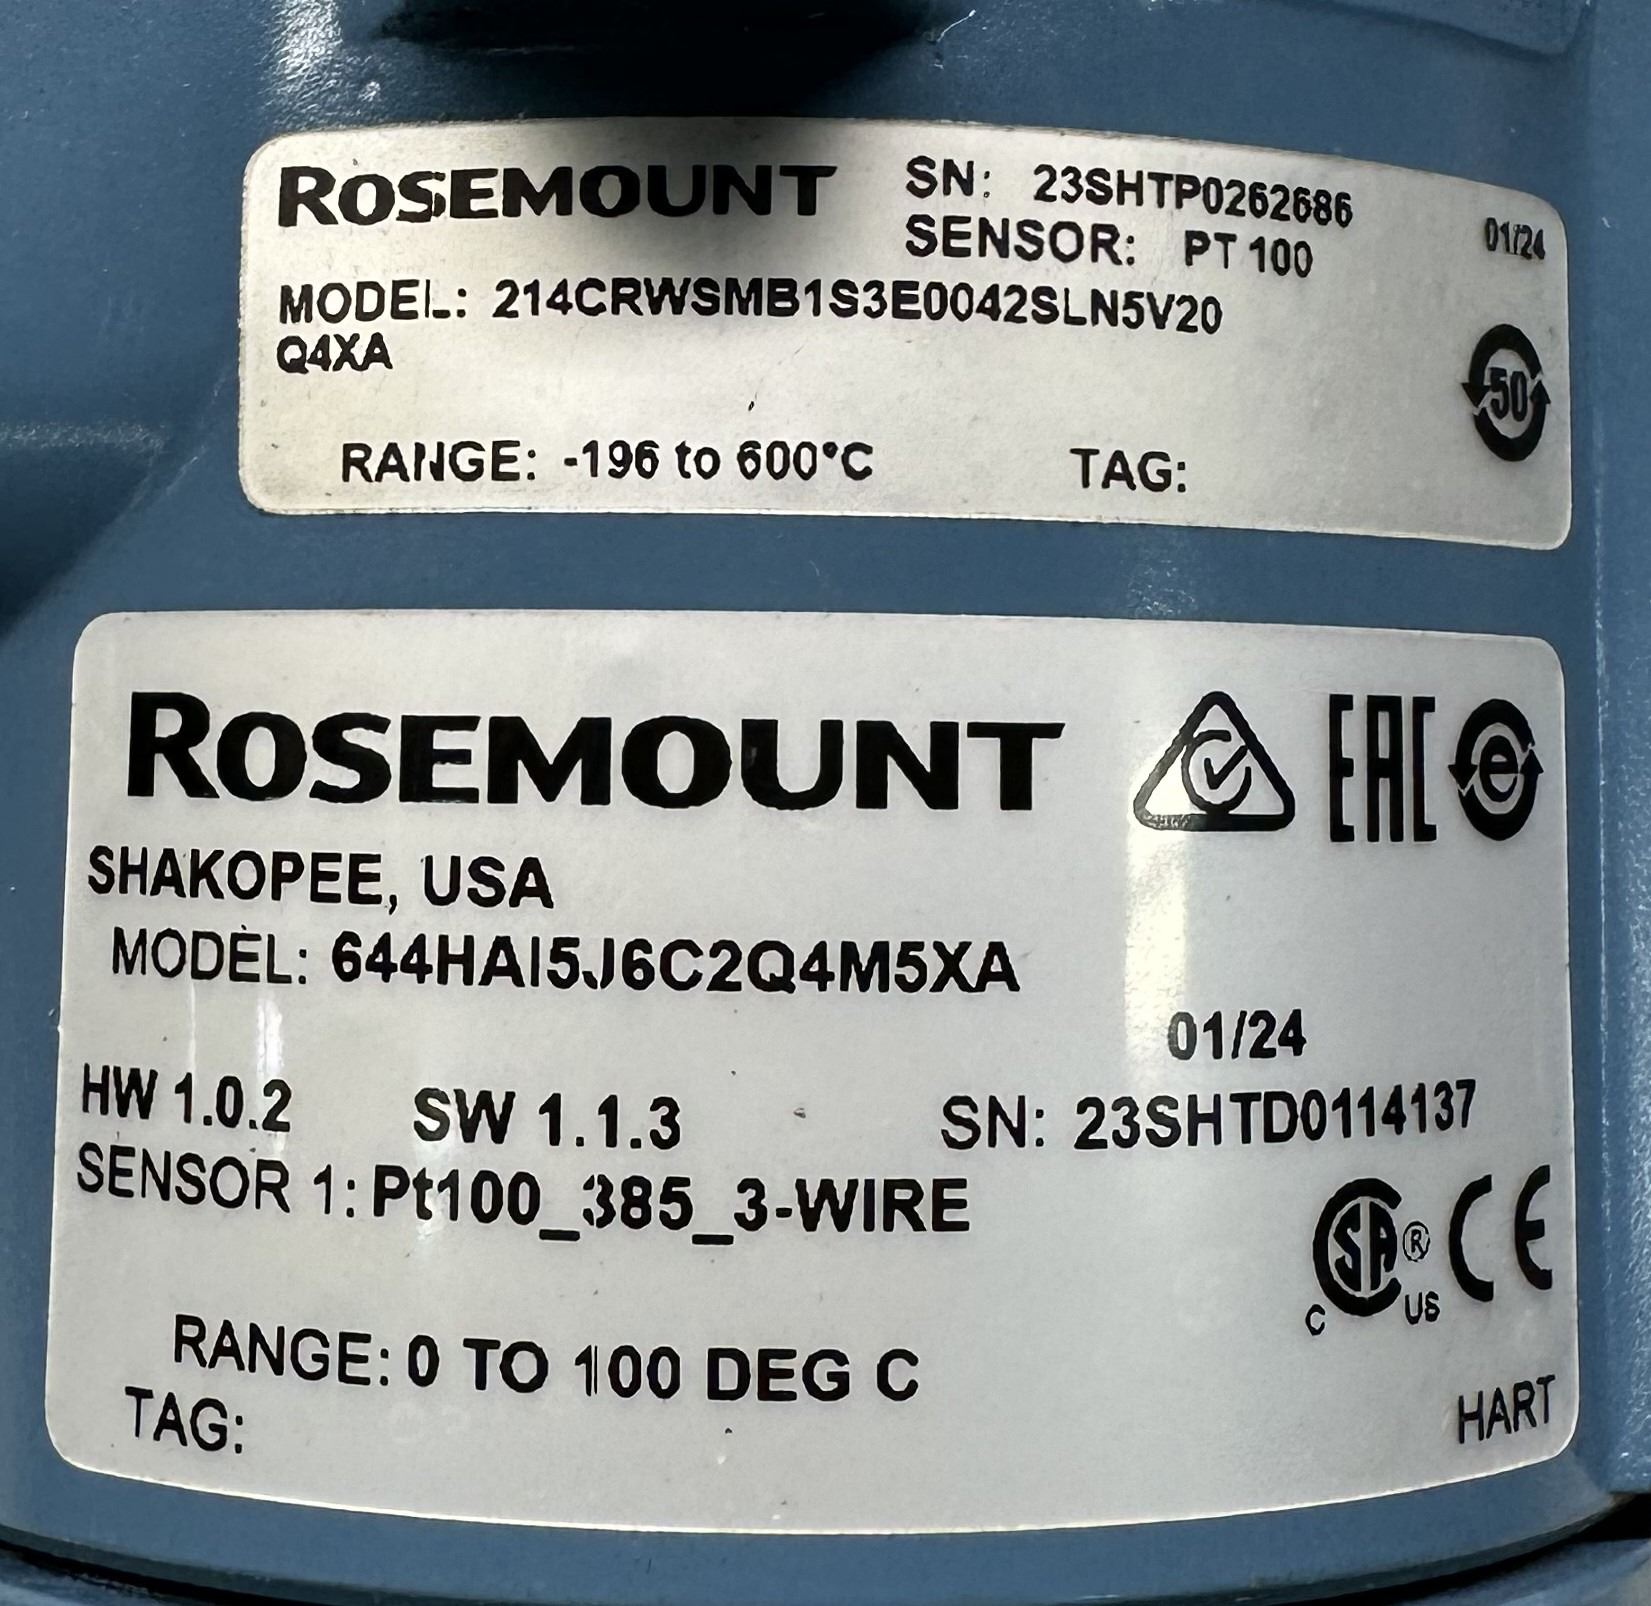 ROSEMOUNT
SN: 23SHTP0262686
SENSOR: PT 100
01/24
MODEL: 214CRWSMB1S3E0042SLN5V20
Q4XA
50
RANGE: -196 to 600°C
TAG:
ROSEMOUNT
EAC
e
SHAKOPEE, USA
MODEL: 644HAI5J6C2Q4M5XA
01/24
HW 1.0.2 SW 1.1.3 SN: 23SHTD0114137
SENSOR 1: Pt100_385_3-WIRE
C SA ® US CE
RANGE: 0 TO 100 DEG C
TAG:
HART